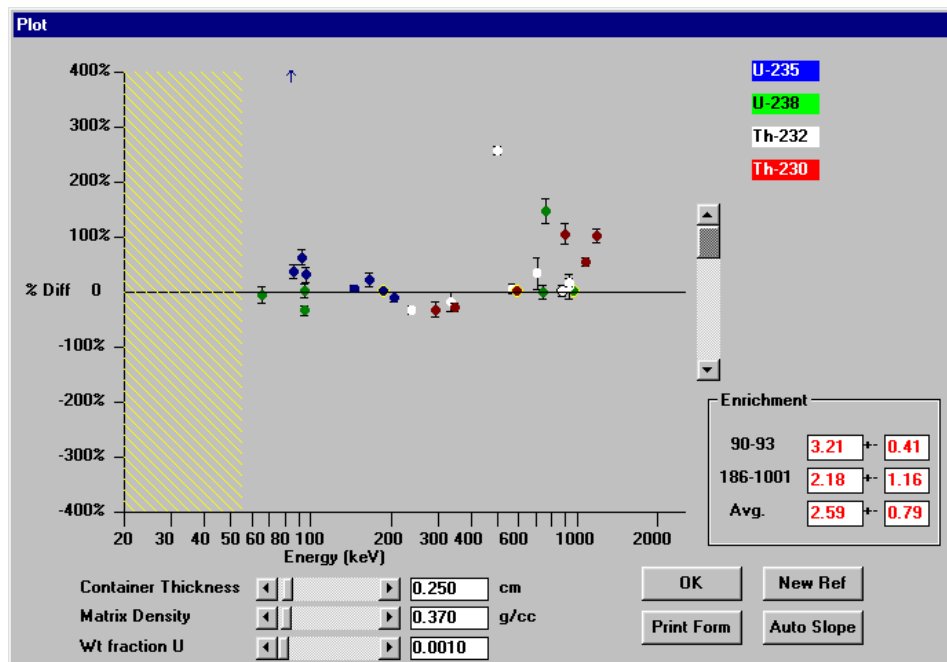 Plot
400%
300%
200%
100%
% Diff 0
-100%
-200%
-300%
-400%
20 30 40 50 60 80 100 200 300 400 600 1000 2000
Energy (keV)
U-235
U-238
Th-232
Th-230
Enrichment
90-93 3.21 +- 0.41
186-1001 2.18 +- 1.16
Avg. 2.59 +- 0.79
Container Thickness 0.250 cm
Matrix Density 0.370 g/cc
Wt fraction U 0.0010
OK New Ref
Print Form Auto Slope